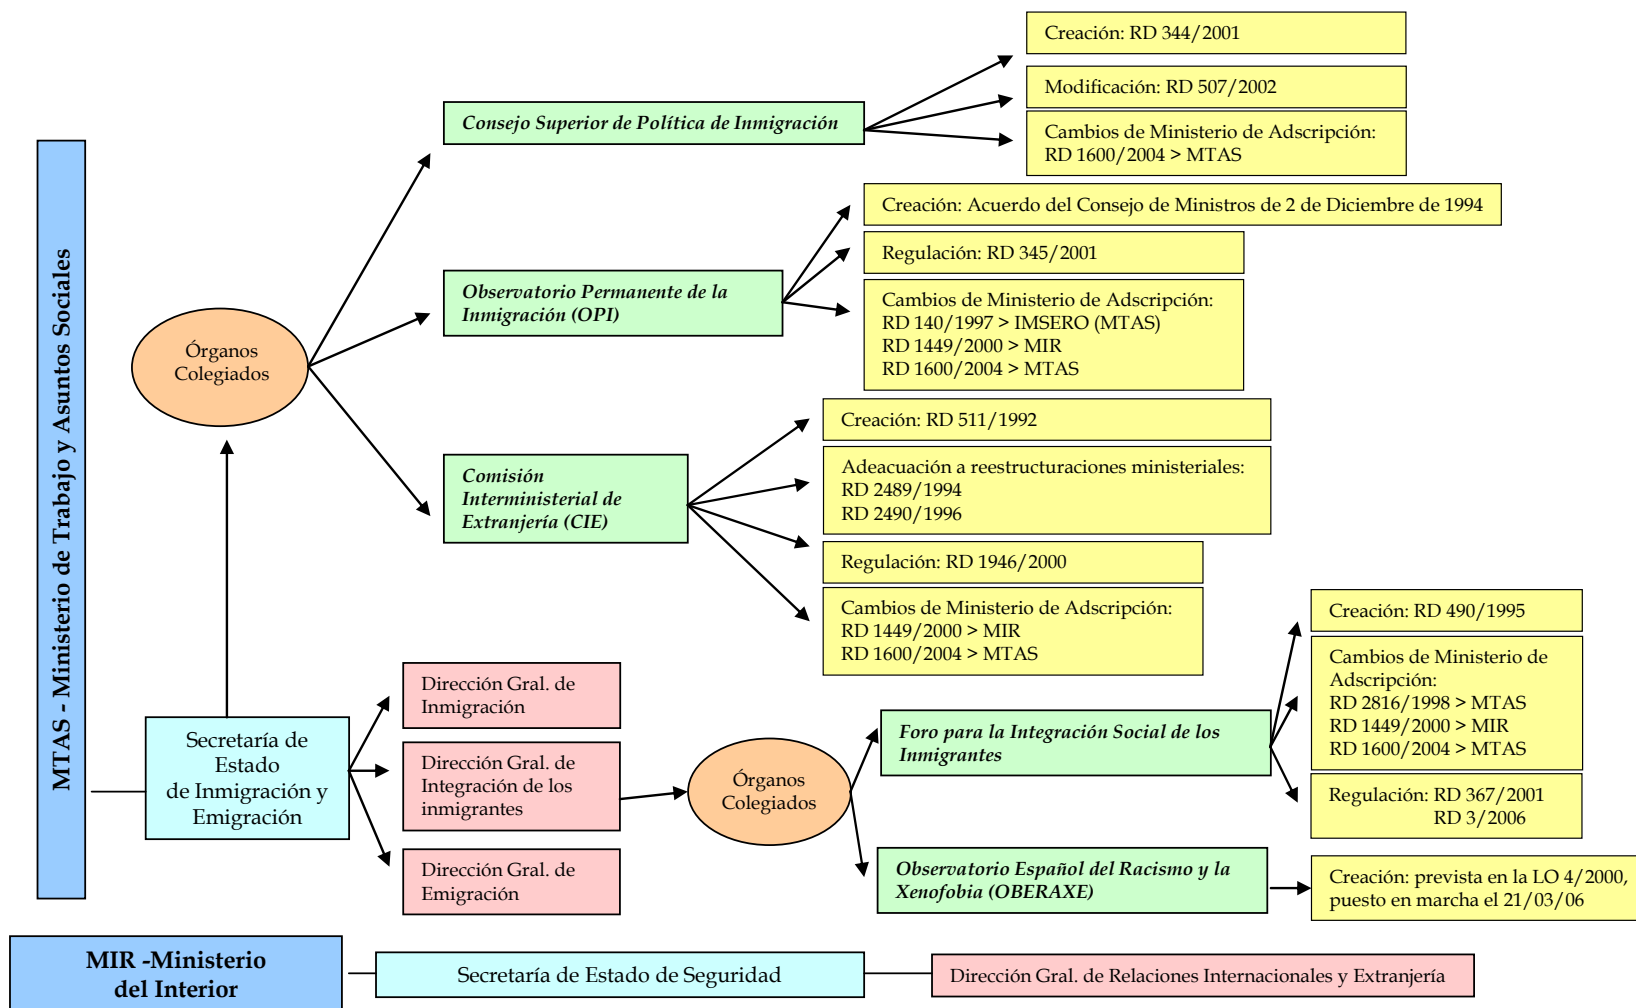 MTAS - Ministerio de Trabajo y Asuntos Sociales
Órganos
Colegiados
Consejo Superior de Política de Inmigración
Creación: RD 344/2001
Modificación: RD 507/2002
Cambios de Ministerio de Adscripción:
RD 1600/2004 > MTAS
Observatorio Permanente de la
Inmigración (OPI)
Creación: Acuerdo del Consejo de Ministros de 2 de Diciembre de 1994
Regulación: RD 345/2001
Cambios de Ministerio de Adscripción:
RD 140/1997 > IMSERO (MTAS)
RD 1449/2000 > MIR
RD 1600/2004 > MTAS
Comisión
Interministerial de
Extranjería (CIE)
Creación: RD 511/1992
Adeacuación a reestructuraciones ministeriales:
RD 2489/1994
RD 2490/1996
Regulación: RD 1946/2000
Cambios de Ministerio de Adscripción:
RD 1449/2000 > MIR
RD 1600/2004 > MTAS
Secretaría de
Estado
de Inmigración y
Emigración
Dirección Gral. de
Inmigración
Dirección Gral. de
Integración de los
inmigrantes
Dirección Gral. de
Emigración
Órganos
Colegiados
Foro para la Integración Social de los
Inmigrantes
Creación: RD 490/1995
Cambios de Ministerio de
Adscripción:
RD 2816/1998 > MTAS
RD 1449/2000 > MIR
RD 1600/2004 > MTAS
Regulación: RD 367/2001
RD 3/2006
Observatorio Español del Racismo y la
Xenofobia (OBERAXE)
Creación: prevista en la LO 4/2000,
puesto en marcha el 21/03/06
MIR -Ministerio
del Interior
Secretaría de Estado de Seguridad
Dirección Gral. de Relaciones Internacionales y Extranjería